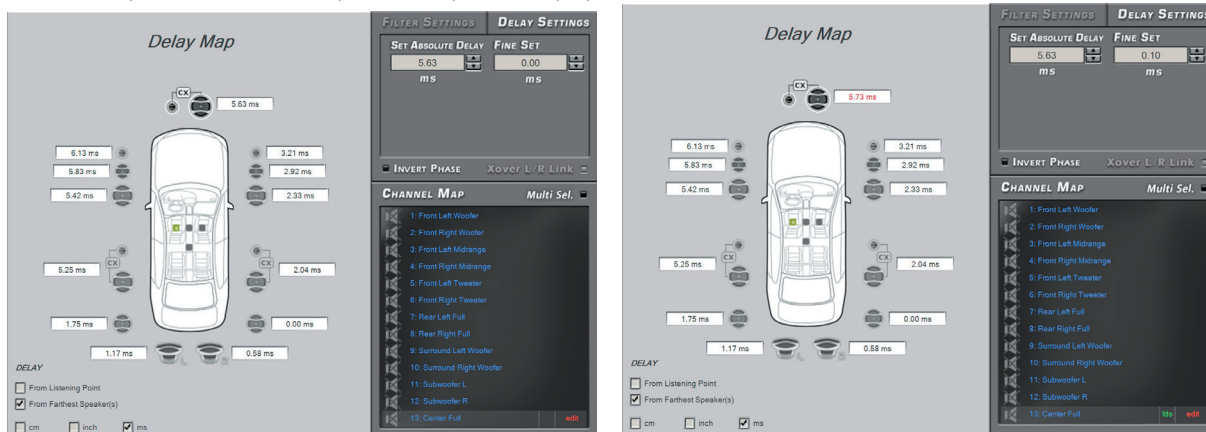 Delay Map
CX
5.63 ms
6.13 ms
3.21 ms
5.83 ms
2.92 ms
5.42 ms
2.33 ms
CX
CX
5.25 ms
2.04 ms
1.75 ms
0.00 ms
1.17 ms
L
R
0.58 ms
DELAY
From Listening Point
From Farthest Speaker(s)
cm inch ms
FILTER SETTINGS DELAY SETTINGS
SET ABSOLUTE DELAY FINE SET
5.63 0.00
ms ms
INVERT PHASE Xover L/R Link
CHANNEL MAP Multi Sel.
1: Front Left Woofer
2: Front Right Woofer
3: Front Left Midrange
4: Front Right Midrange
5: Front Left Tweeter
6: Front Right Tweeter
7: Rear Left Full
8: Rear Right Full
9: Surround Left Woofer
10: Surround Right Woofer
11: Subwoofer L
12: Subwoofer R
13: Center Full edit
Delay Map
CX
5.73 ms
6.13 ms
3.21 ms
5.83 ms
2.92 ms
5.42 ms
2.33 ms
CX
CX
5.25 ms
2.04 ms
1.75 ms
0.00 ms
1.17 ms
L
R
0.58 ms
DELAY
From Listening Point
From Farthest Speaker(s)
cm inch ms
FILTER SETTINGS DELAY SETTINGS
SET ABSOLUTE DELAY FINE SET
5.63 0.10
ms ms
INVERT PHASE Xover L/R Link
CHANNEL MAP Multi Sel.
1: Front Left Woofer
2: Front Right Woofer
3: Front Left Midrange
4: Front Right Midrange
5: Front Left Tweeter
6: Front Right Tweeter
7: Rear Left Full
8: Rear Right Full
9: Surround Left Woofer
10: Surround Right Woofer
11: Subwoofer L
12: Subwoofer R
13: Center Full fds edit